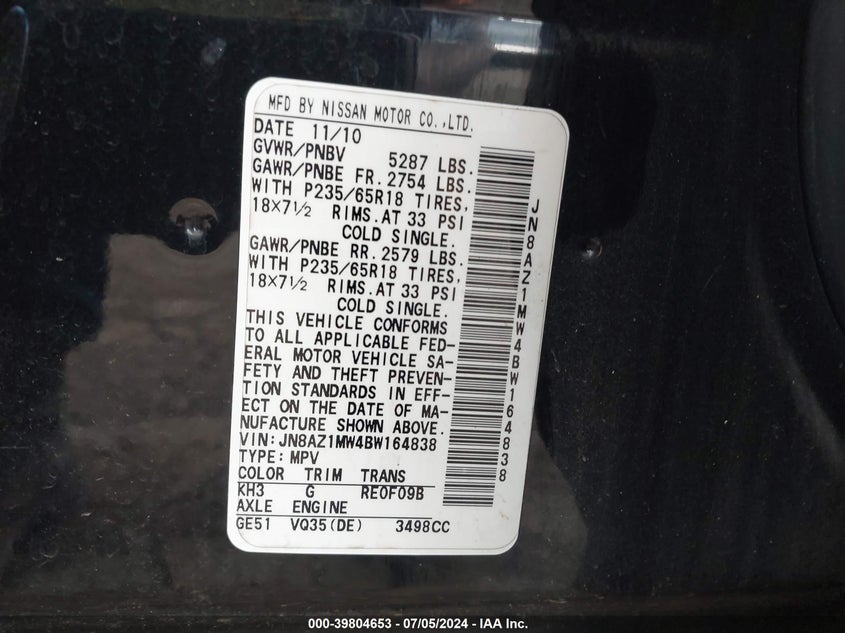 MFD BY NISSAN MOTOR CO.,LTD.
DATE 11/10
GVWR/PNBV 5287 LBS.
GAWR/PNBE FR. 2754 LBS.
WITH P235/65R18 TIRES,
18X7½ RIMS.AT 33 PSI
COLD SINGLE.
GAWR/PNBE RR. 2579 LBS.
WITH P235/65R18 TIRES,
18X7½ RIMS.AT 33 PSI
COLD SINGLE.
THIS VEHICLE CONFORMS
TO ALL APPLICABLE FED-
ERAL MOTOR VEHICLE SA-
FETY AND THEFT PREVEN-
TION STANDARDS IN EFF-
ECT ON THE DATE OF MA-
NUFACTURE SHOWN ABOVE.
VIN:JN8AZ1MW4BW164838
TYPE:MPV
COLOR TRIM TRANS
KH3 G RE0F09B
AXLE ENGINE
GE51 VQ35(DE) 3498CC
JN8AZ1MW4BW164838
000-39804653 - 07/05/2024 - IAA Inc.